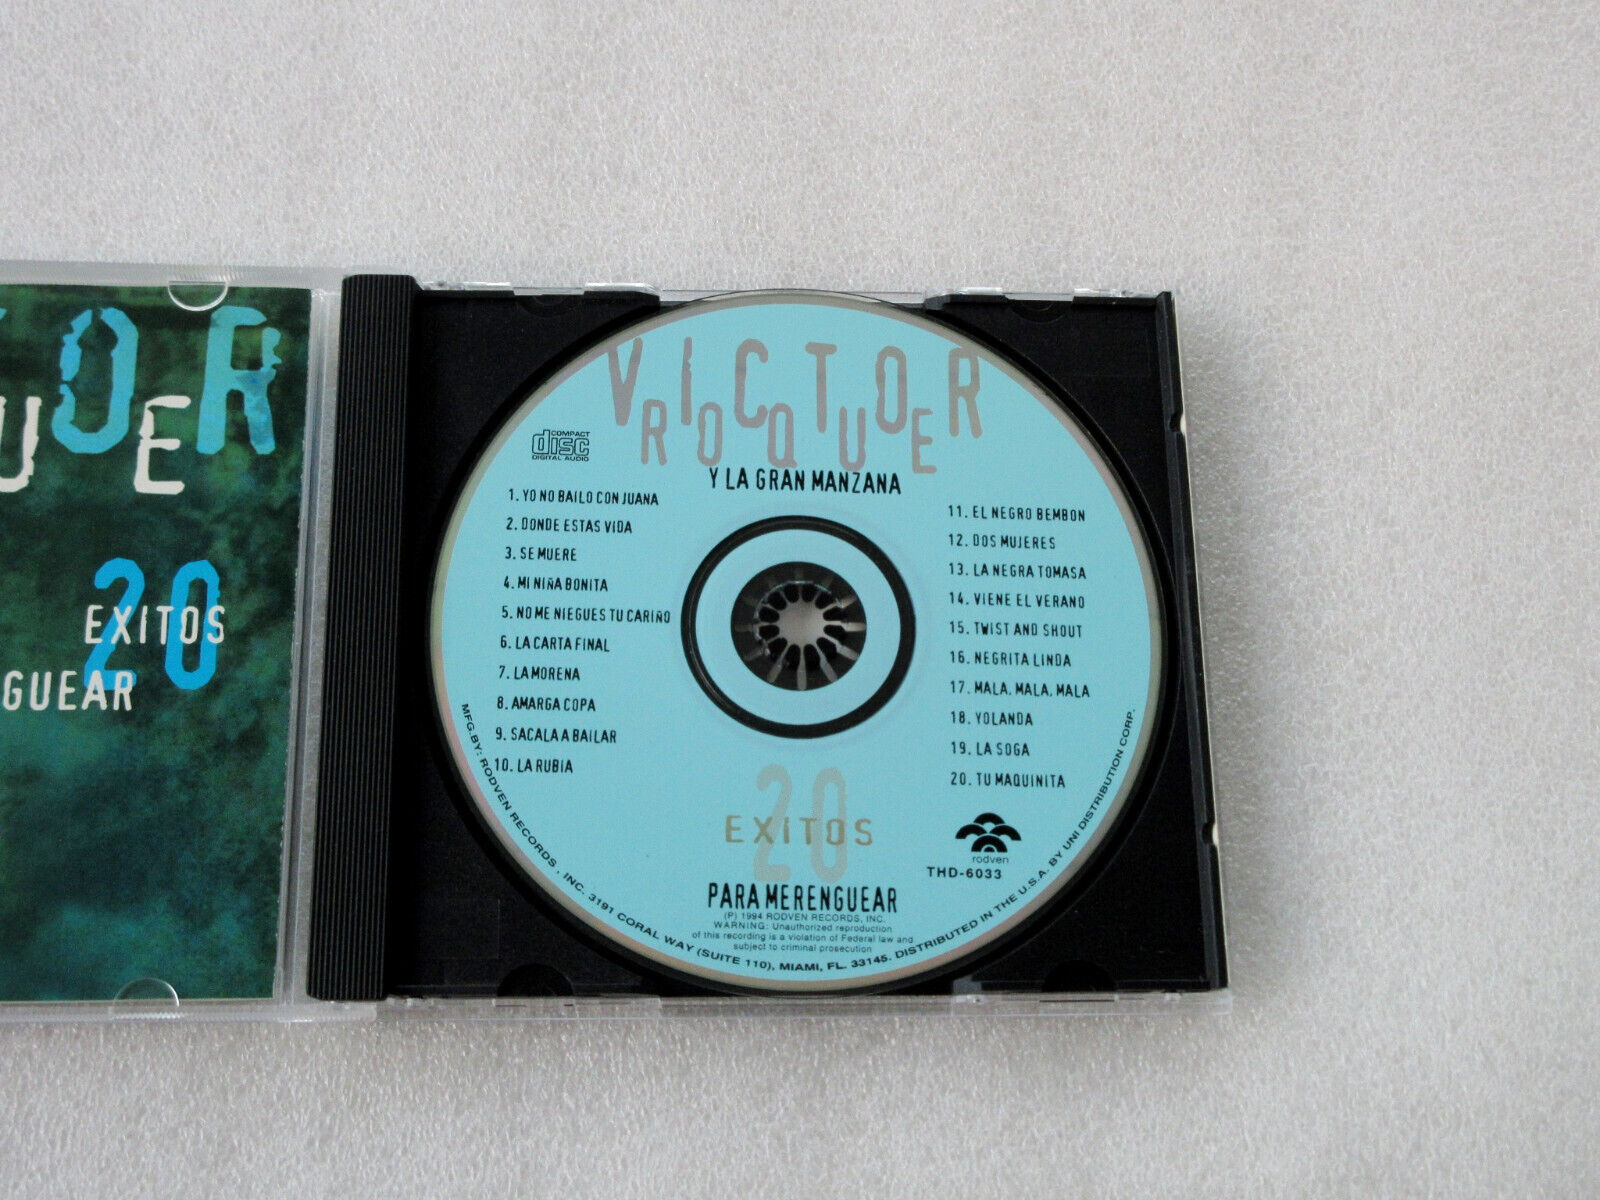 TOR
UE
20
EXITOS
GUEAR
VICTOR
ROQUE
Y LA GRAN MANZANA
COMPACT
disc
DIGITAL AUDIO
1. YO NO BAILO CON JUANA
2. DONDE ESTAS VIDA
3. SE MUERE
4. MI NIÑA BONITA
5. NO ME NIEGUES TU CARIÑO
6. LA CARTA FINAL
7. LA MORENA
8. AMARGA COPA
9. SACALA A BAILAR
10. LA RUBIA
11. EL NEGRO BEMBON
12. DOS MUJERES
13. LA NEGRA TOMASA
14. VIENE EL VERANO
15. TWIST AND SHOUT
16. NEGRITA LINDA
17. MALA, MALA, MALA
18. YOLANDA
19. LA SOGA
20. TU MAQUINITA
20
EXITOS
PARA MERENGUEAR
rodven
THD-6033
(P) 1994 RODVEN RECORDS, INC.
WARNING: Unauthorized reproduction
of this recording is a violation of Federal law and
subject to criminal prosecution
MFG.BY: RODVEN RECORDS, INC. 3191 CORAL WAY (SUITE 110), MIAMI, FL. 33145. DISTRIBUTED IN THE U.S.A. BY UNI DISTRIBUTION CORP.